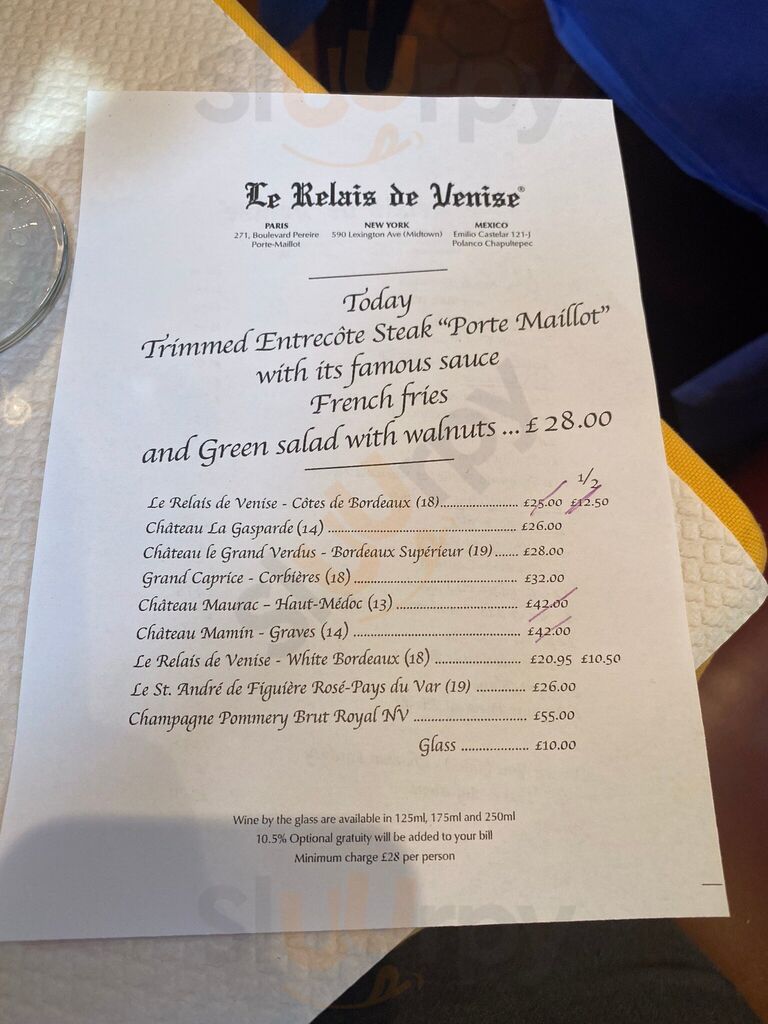 Sluurpy
Le Relais de Venise®
PARIS NEW YORK MEXICO
271, Boulevard Pereire 590 Lexington Ave (Midtown) Emilio Castelar 121-J
Porte-Maillot Polanco Chapultepec
Today
Trimmed Entrecôte Steak "Porte Maillot"
with its famous sauce
French fries
and Green salad with walnuts ... £ 28.00
1/2
Le Relais de Venise - Côtes de Bordeaux (18)...................... £25.00 £12.50
Château La Gasparde (14) ................................................. £26.00
Château le Grand Verdus - Bordeaux Supérieur (19) ...... £28.00
Grand Caprice - Corbières (18) .......................................... £32.00
Château Maurac – Haut-Médoc (13) ............................... £42.00
Château Mamin - Graves (14) ........................................... £42.00
Le Relais de Venise - White Bordeaux (18) ...................... £20.95 £10.50
Le St. André de Figuière Rosé-Pays du Var (19) ............. £26.00
Champagne Pommery Brut Royal NV ............................. £55.00
Glass .................. £10.00
Sluurpy
Wine by the glass are available in 125ml, 175ml and 250ml
10.5% Optional gratuity will be added to your bill
Minimum charge £28 per person
Sluurpy